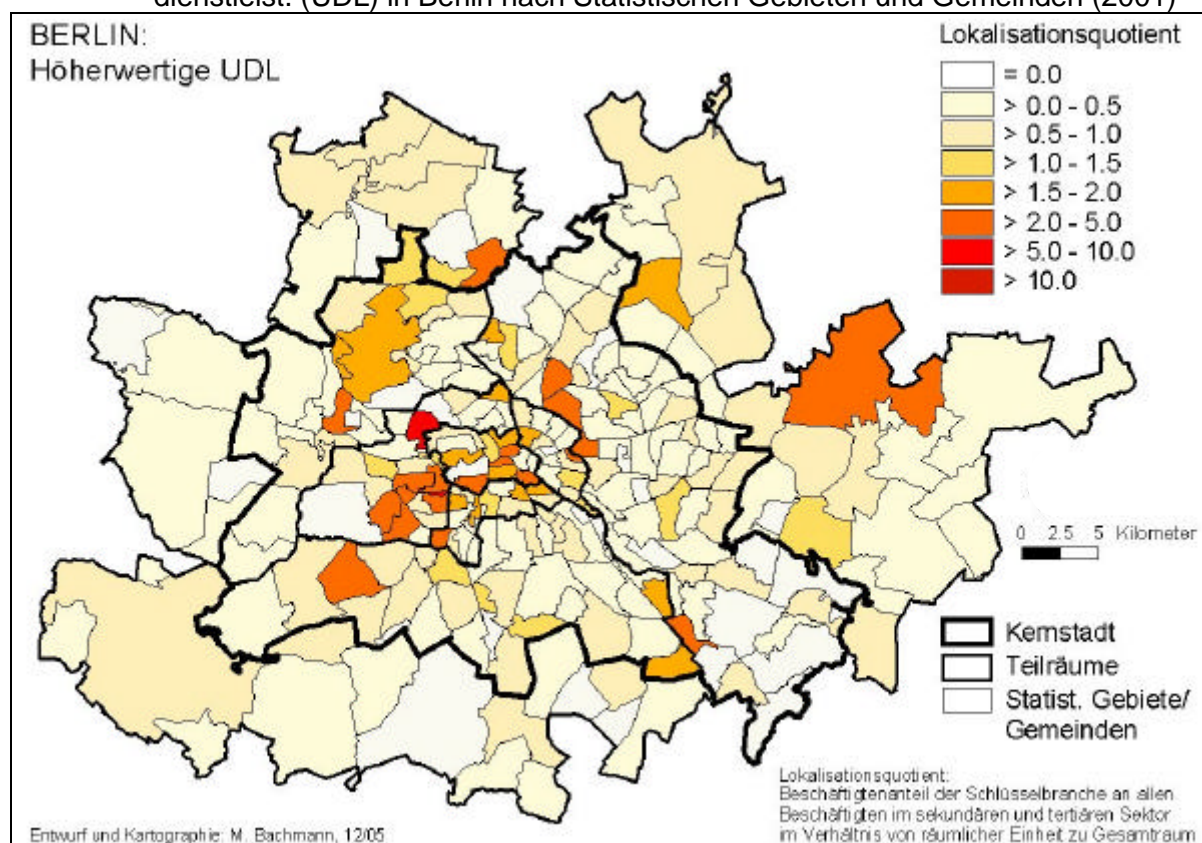 dienstleist. (UDL) in Berlin nach Statistischen Gebieten und Gemeinden (2001)
BERLIN:
Höherwertige UDL
Lokalisationsquotient
= 0.0
> 0.0 - 0.5
> 0.5 - 1.0
> 1.0 - 1.5
> 1.5 - 2.0
> 2.0 - 5.0
> 5.0 - 10.0
> 10.0
0 2.5 5 Kilometer
Kernstadt
Teilräume
Statist. Gebiete/
Gemeinden
Lokalisationsquotient:
Beschäftigtenanteil der Schlüsselbranche an allen
Beschäftigten im sekundären und tertiären Sektor
im Verhältnis von räumlicher Einheit zu Gesamtraum
Entwurf und Kartographie: M. Bachmann, 12/05